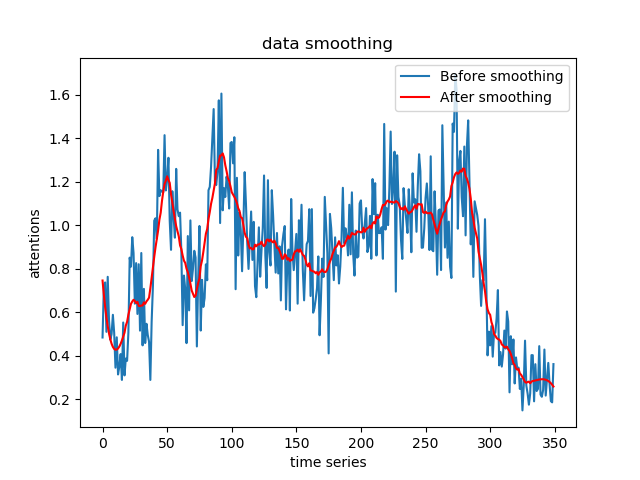 data smoothing
Before smoothing
After smoothing
attentions
1.6
1.4
1.2
1.0
0.8
0.6
0.4
0.2
0 50 100 150 200 250 300 350
time series